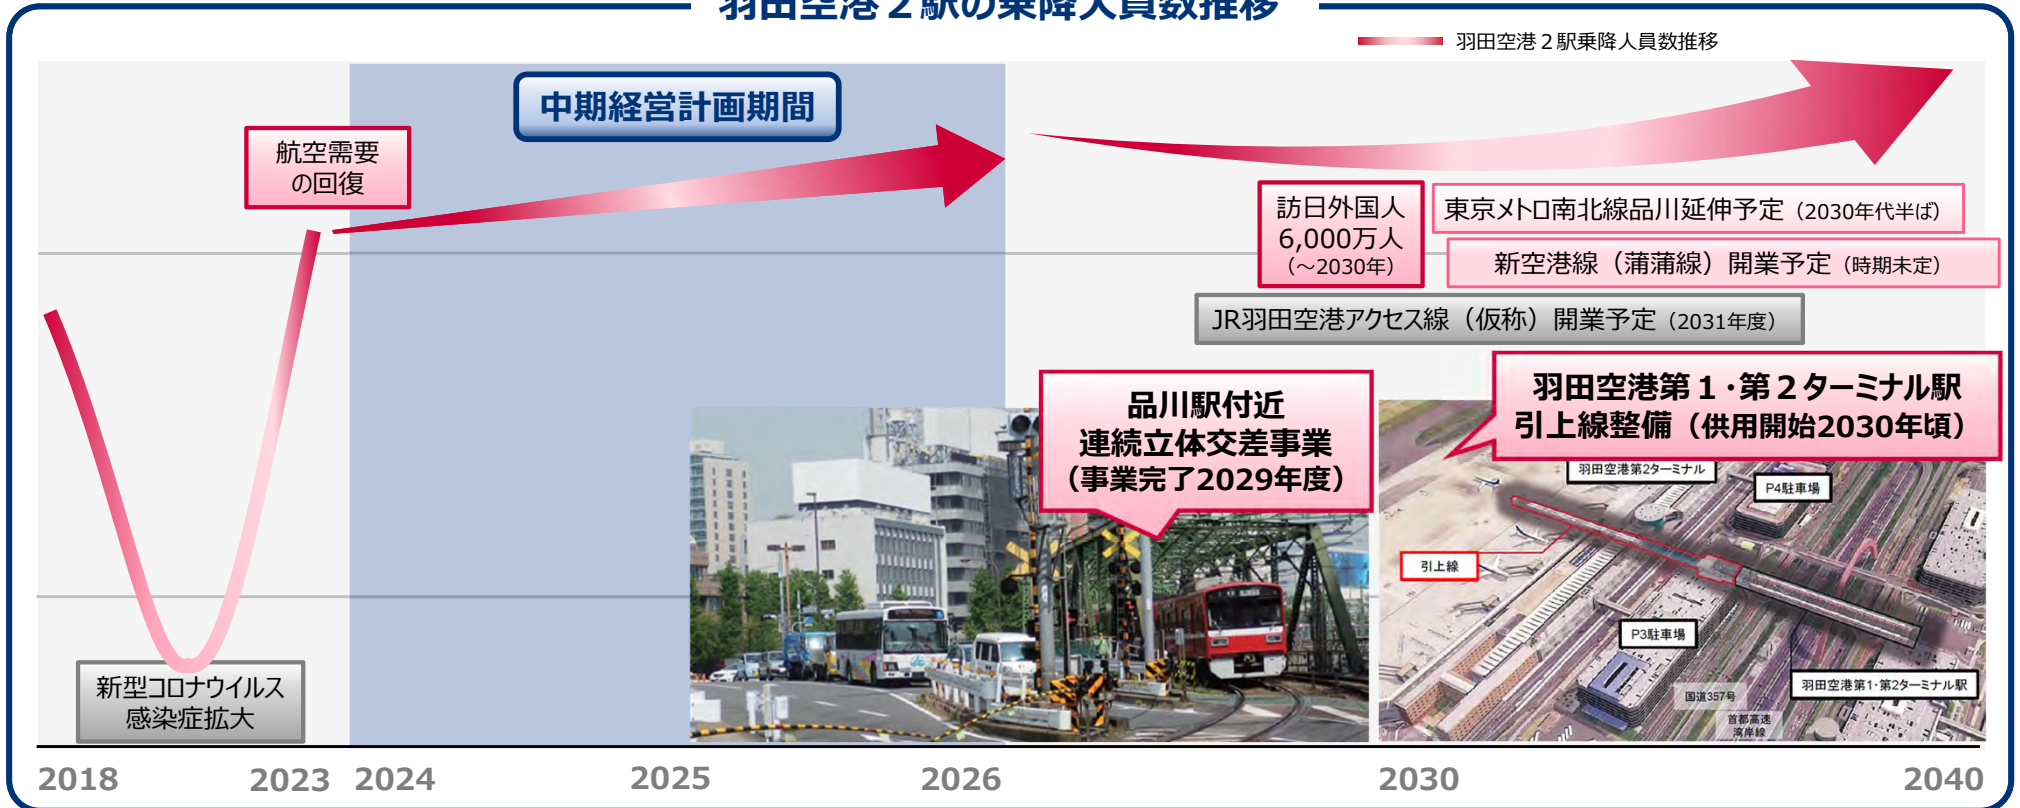 羽田空港２駅の乗降人員数推移
羽田空港２駅乗降人員数推移
中期経営計画期間
航空需要
の回復
訪日外国人
6,000万人
（～2030年）
東京メトロ南北線品川延伸予定（2030年代半ば）
新空港線（蒲蒲線）開業予定（時期未定）
JR羽田空港アクセス線（仮称）開業予定（2031年度）
品川駅付近
連続立体交差事業
（事業完了2029年度）
羽田空港第１・第２ターミナル駅
引上線整備（供用開始2030年頃）
羽田空港第2ターミナル
P4駐車場
引上線
P3駐車場
羽田空港第1・第2ターミナル駅
国道357号
首都高速
湾岸線
新型コロナウイルス
感染症拡大
2018
2023
2024
2025
2026
2030
2040